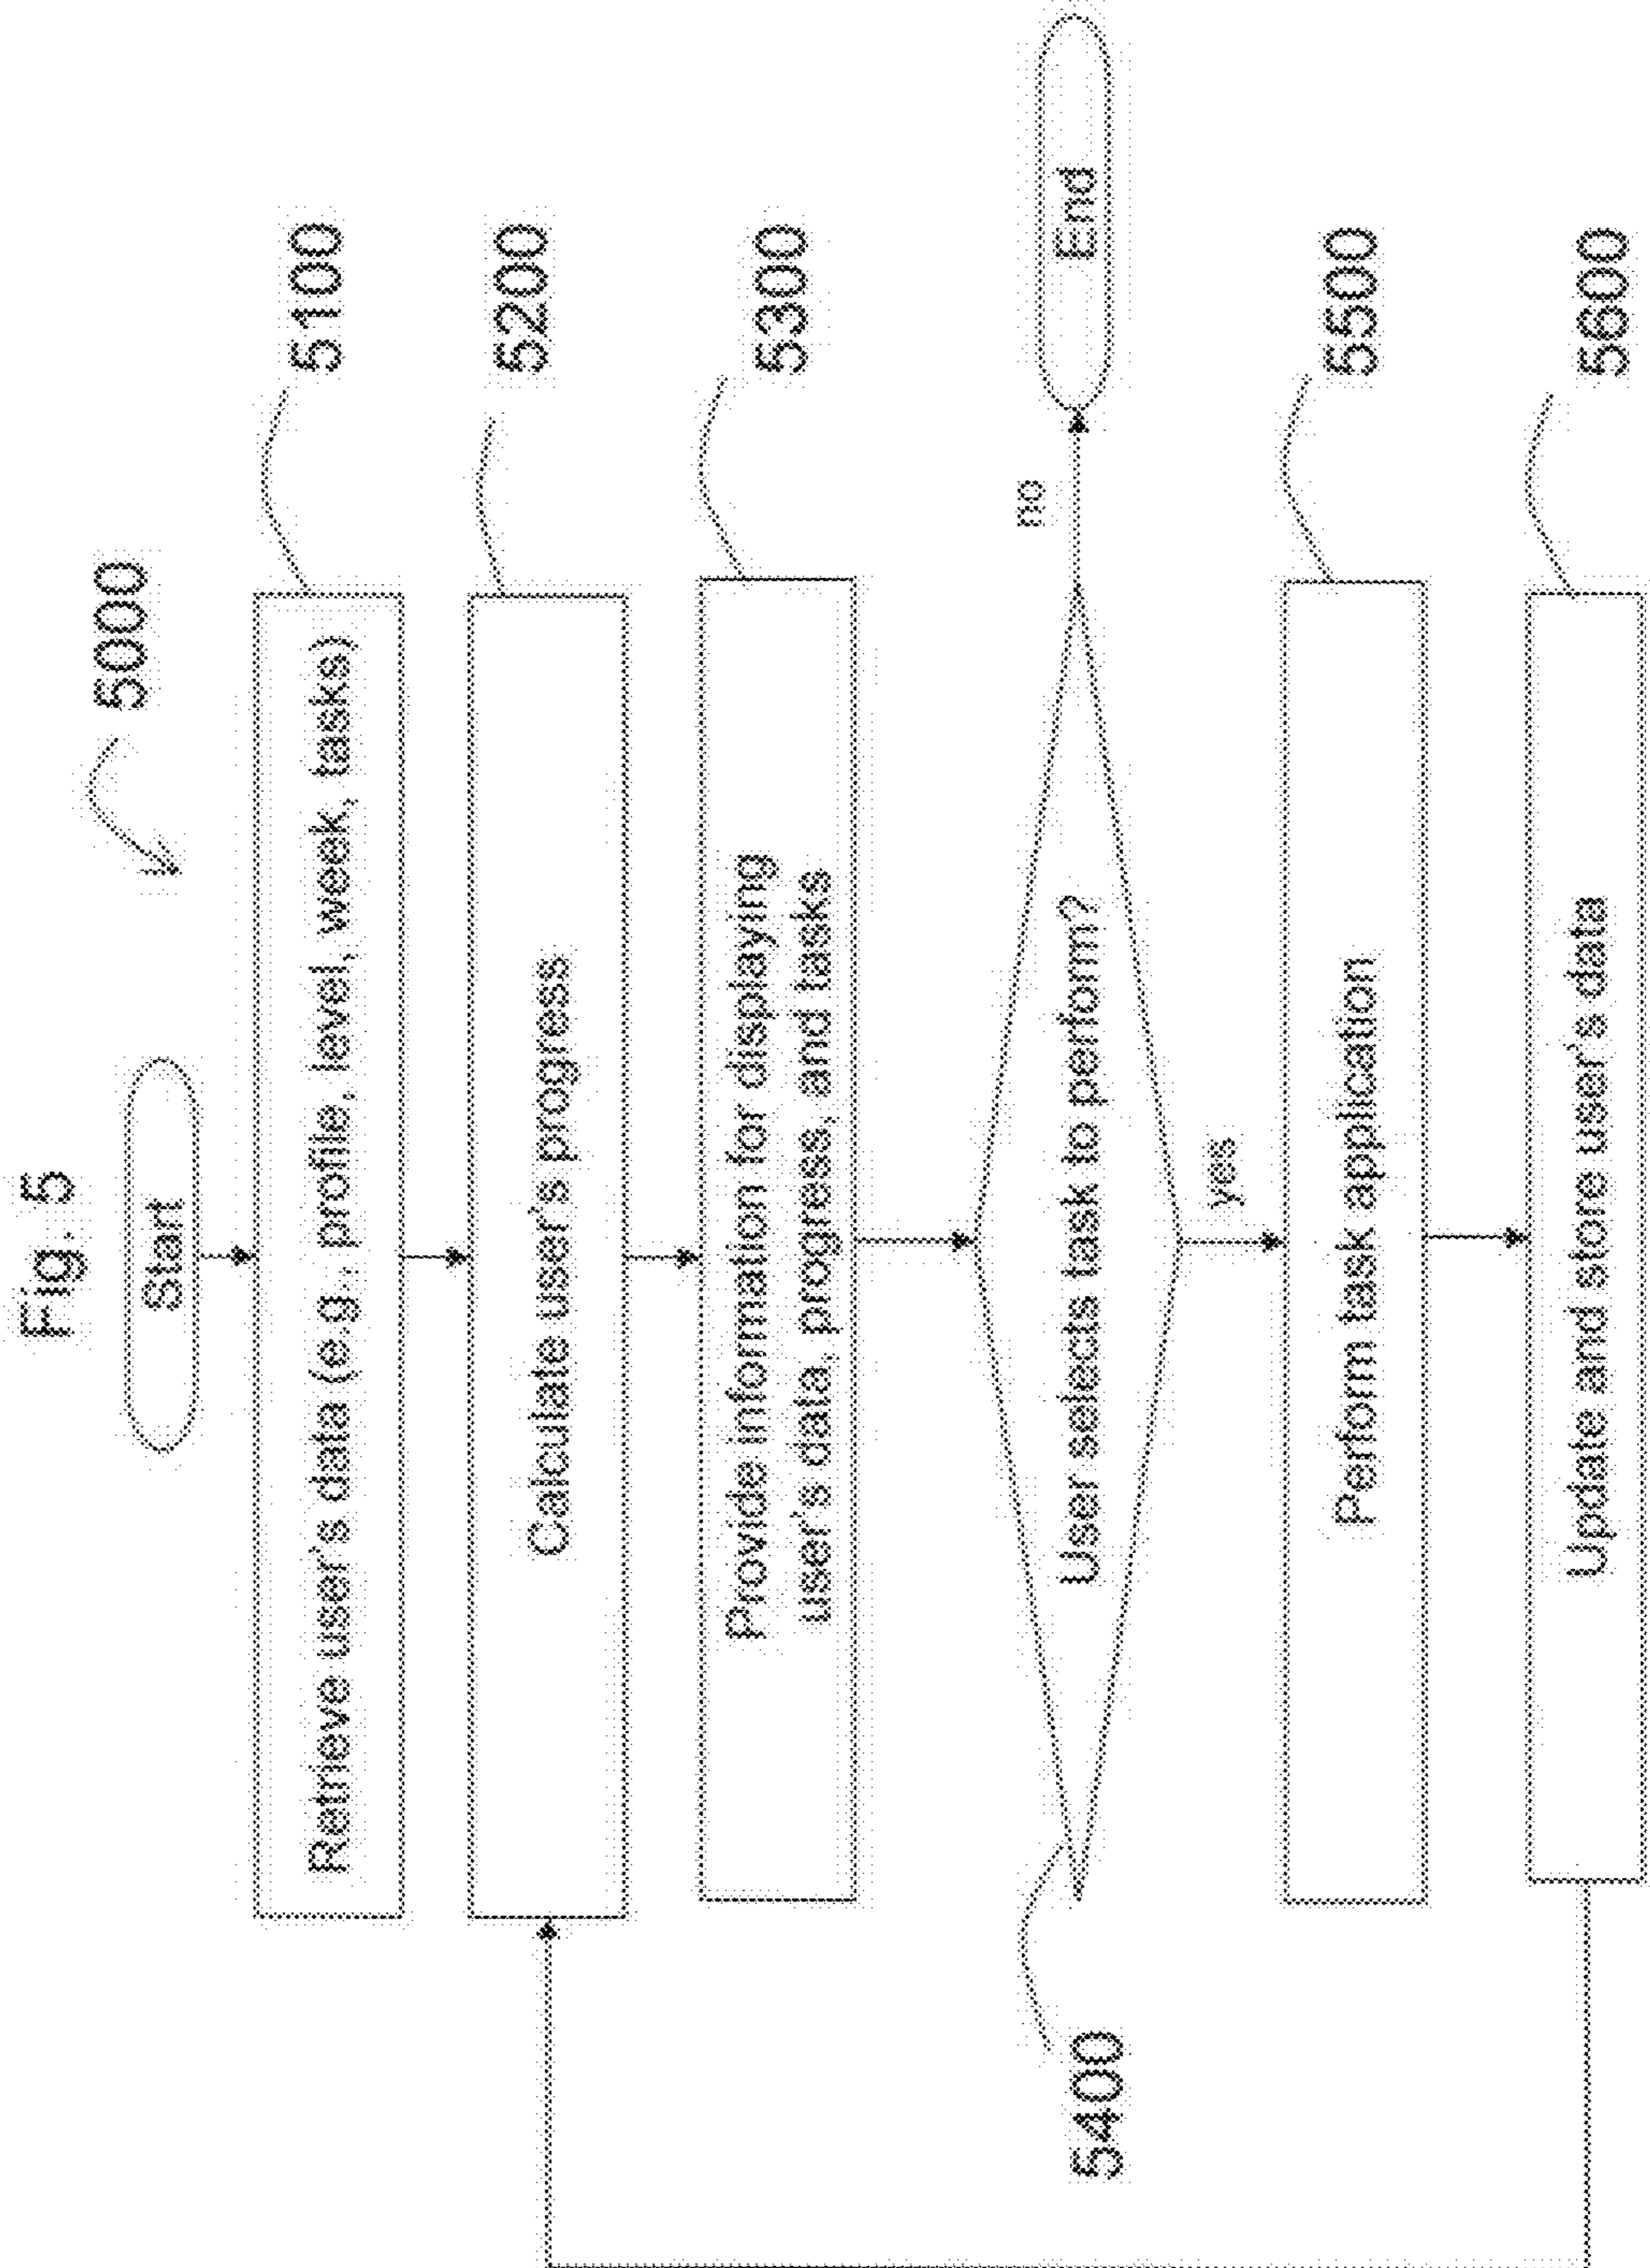 Fig. 5
5000
Start
Retrieve user's data (e.g., profile, level, week, tasks)
5100
Calculate user's progress
5200
Provide information for displaying
user's data, progress, and tasks
5300
User selects task to perform?
5400
no
End
yes
Perform task application
5500
Update and store user's data
5600